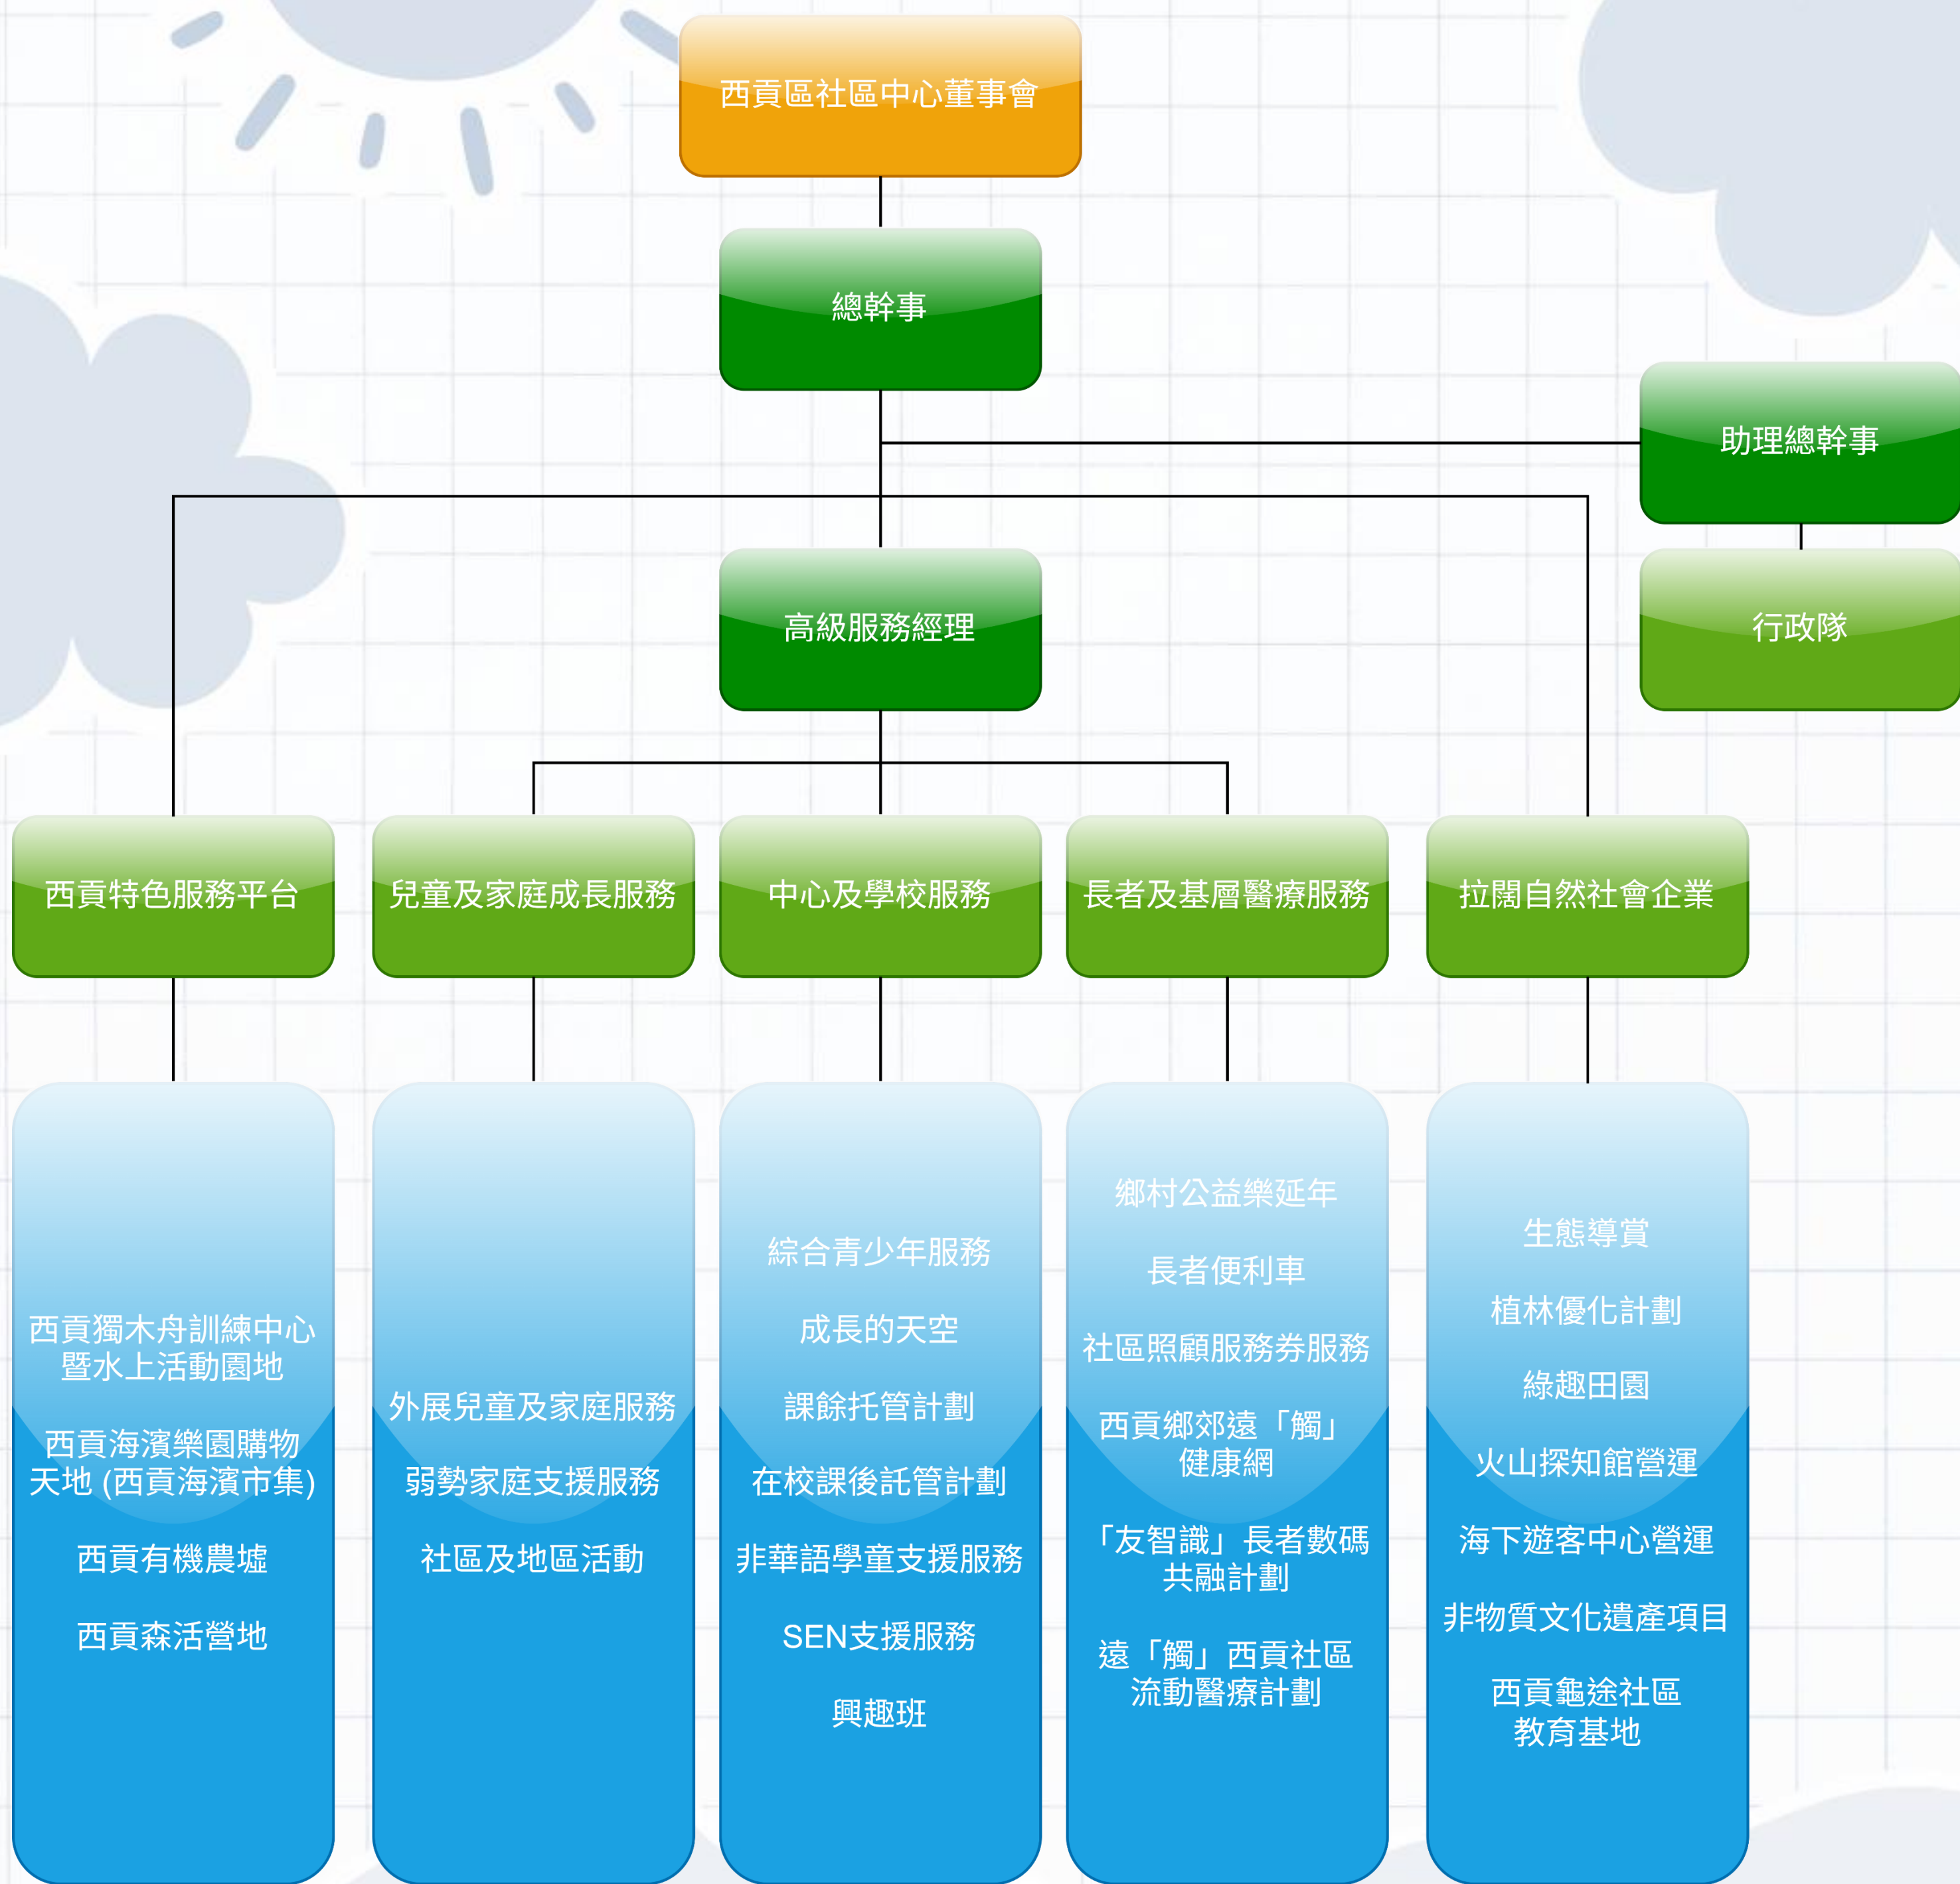 西貢區社區中心董事會
總幹事
助理總幹事
高級服務經理
行政隊
西貢特色服務平台
兒童及家庭成長服務
中心及學校服務
長者及基層醫療服務
拉闊自然社會企業
西貢獨木舟訓練中心
暨水上活動園地
西貢海濱樂園購物
天地 (西貢海濱市集)
西貢有機農墟
西貢森活營地
外展兒童及家庭服務
弱勢家庭支援服務
社區及地區活動
綜合青少年服務
成長的天空
課餘托管計劃
在校課後託管計劃
非華語學童支援服務
SEN支援服務
興趣班
鄉村公益樂延年
長者便利車
社區照顧服務券服務
西貢鄉郊遠「觸」
健康網
「友智識」長者數碼
共融計劃
遠「觸」西貢社區
流動醫療計劃
生態導賞
植林優化計劃
綠趣田園
火山探知館營運
海下遊客中心營運
非物質文化遺產項目
西貢龜途社區
教育基地